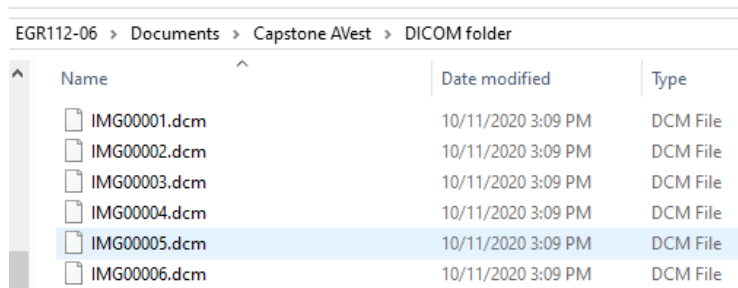 EGR112-06 > Documents > Capstone AVest > DICOM folder
Name Date modified Type
IMG00001.dcm 10/11/2020 3:09 PM DCM File
IMG00002.dcm 10/11/2020 3:09 PM DCM File
IMG00003.dcm 10/11/2020 3:09 PM DCM File
IMG00004.dcm 10/11/2020 3:09 PM DCM File
IMG00005.dcm 10/11/2020 3:09 PM DCM File
IMG00006.dcm 10/11/2020 3:09 PM DCM File